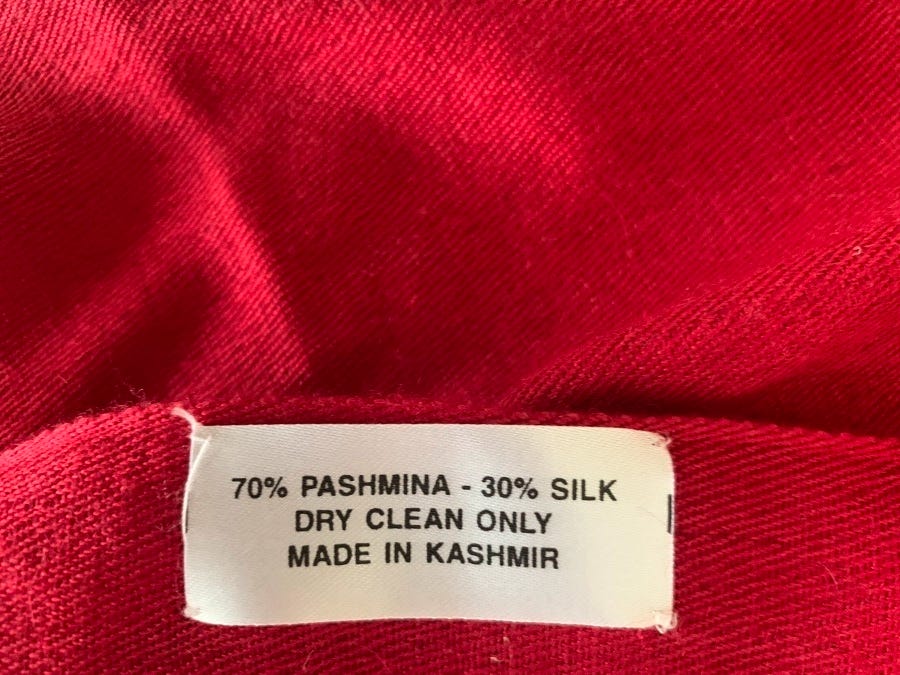 70% PASHMINA - 30% SILK
DRY CLEAN ONLY
MADE IN KASHMIR